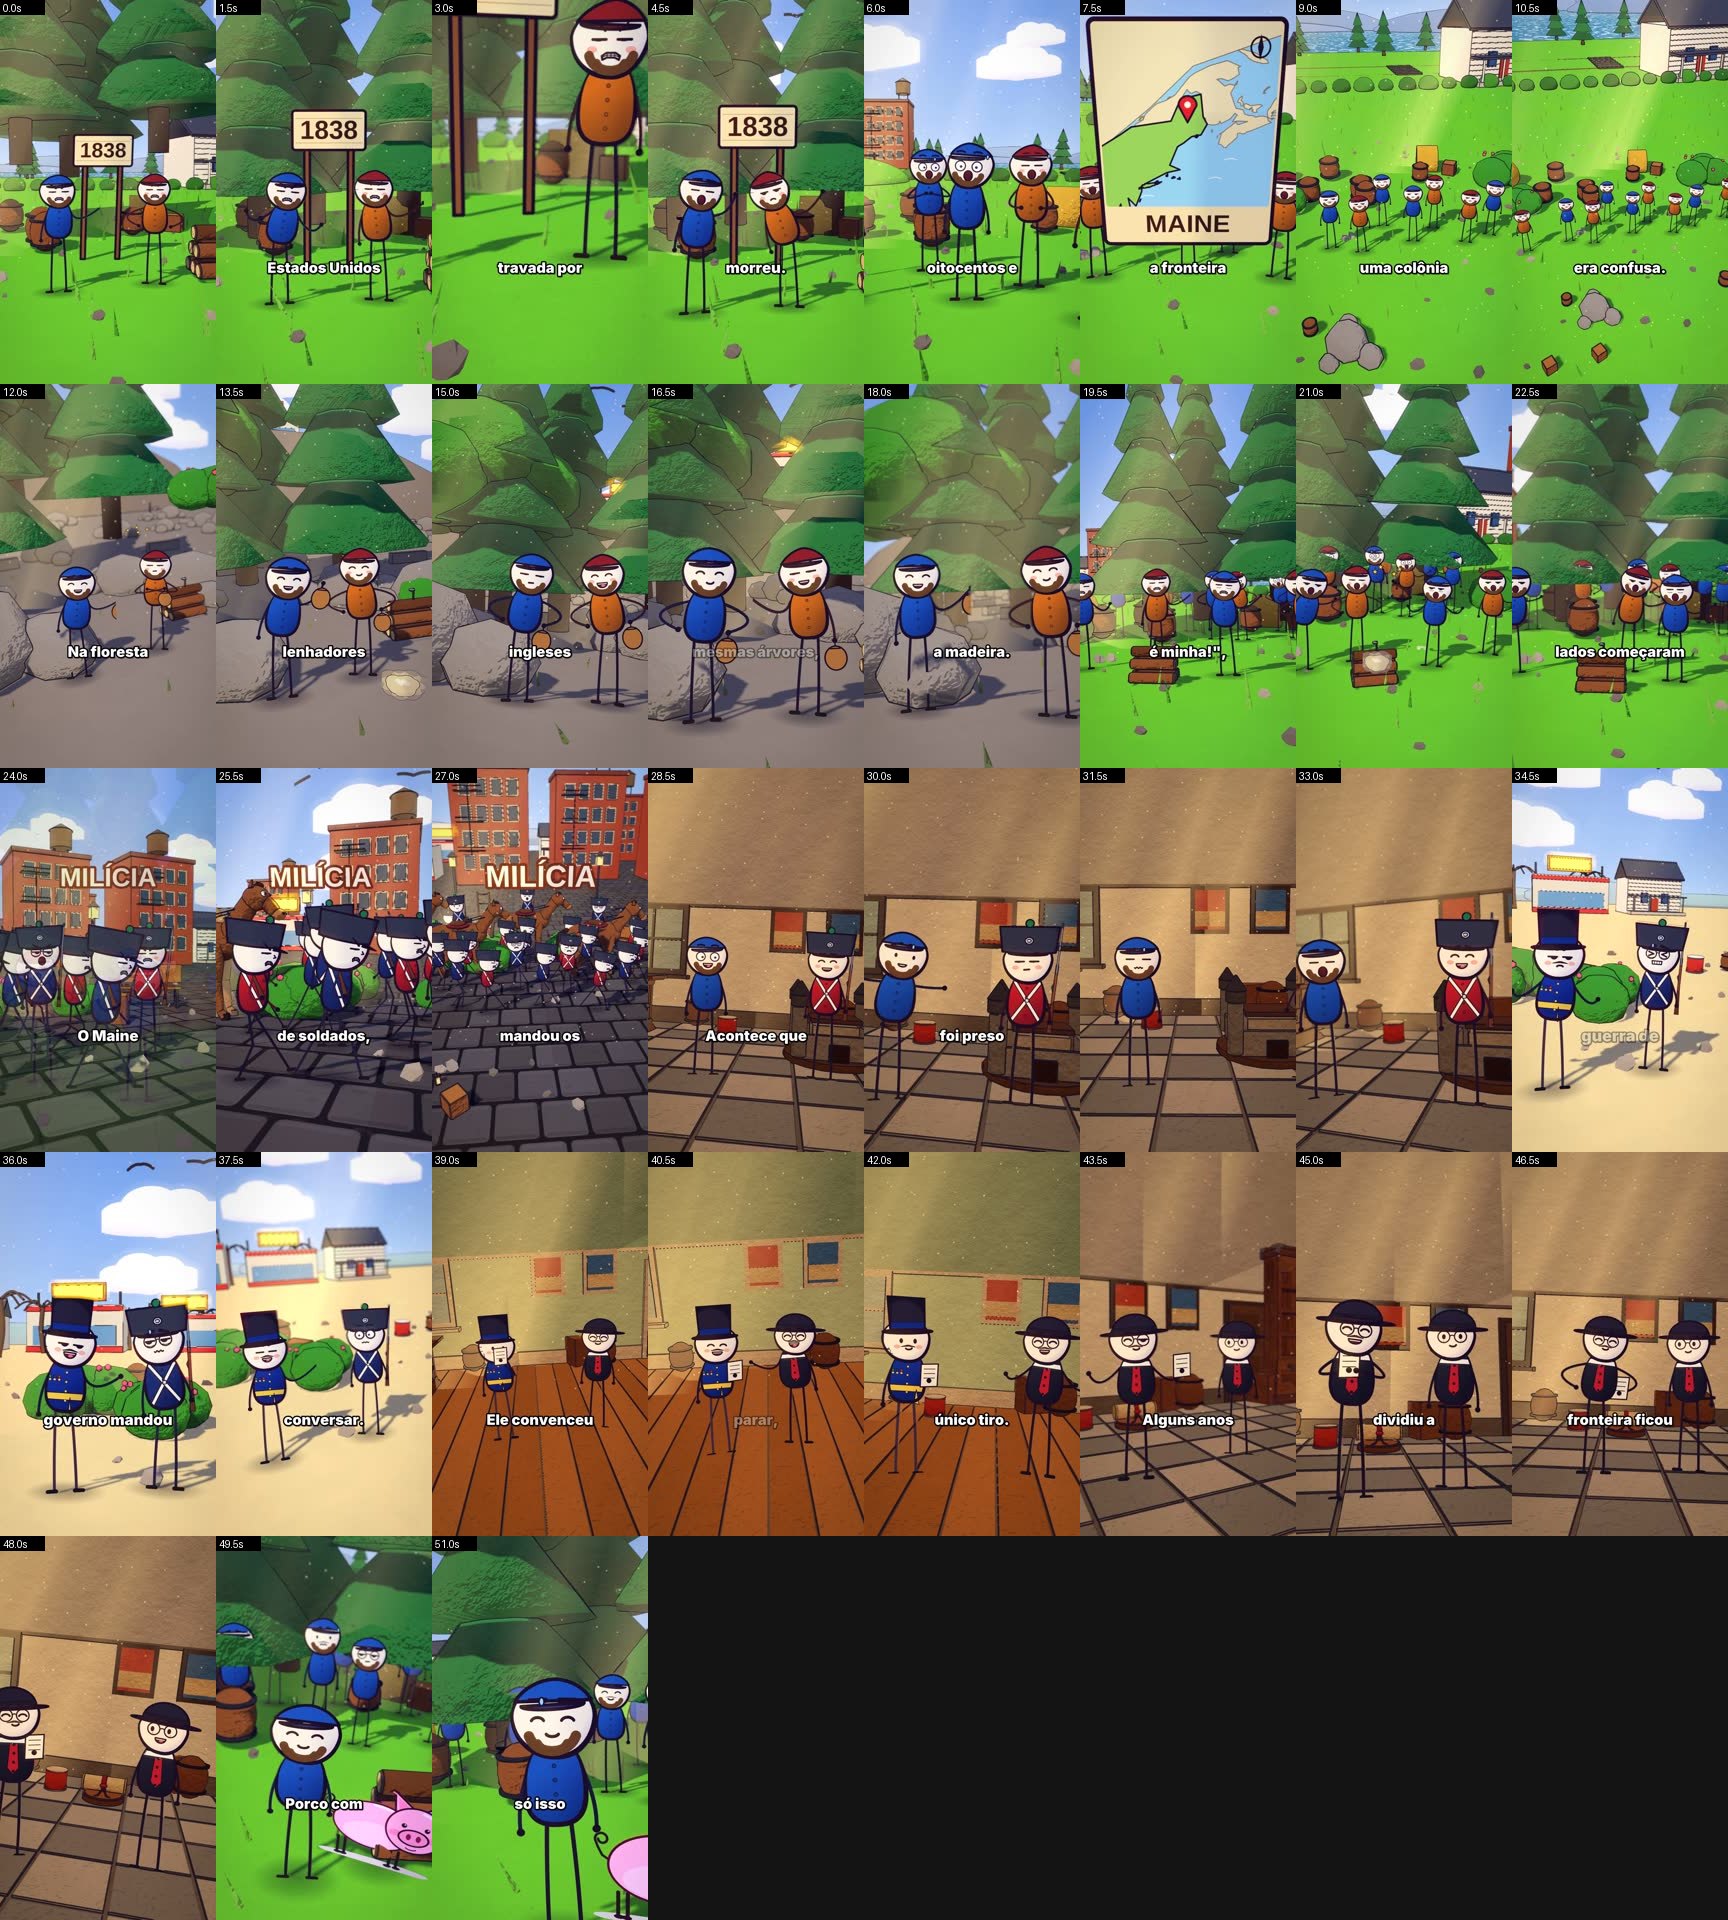 0.0s
1838
1.5s
1838
Estados Unidos
3.0s
travada por
4.5s
1838
morreu.
6.0s
oitocentos e
7.5s
MAINE
a fronteira
9.0s
uma colônia
10.5s
era confusa.
12.0s
Na floresta
13.5s
lenhadores
15.0s
ingleses
16.5s
mesmas árvores,
18.0s
a madeira.
19.5s
é minha!",
21.0s
22.5s
lados começaram
24.0s
MILÍCIA
O Maine
25.5s
MILÍCIA
de soldados,
27.0s
MILÍCIA
mandou os
28.5s
Acontece que
30.0s
foi preso
31.5s
33.0s
34.5s
guerra de
36.0s
governo mandou
37.5s
conversar.
39.0s
Ele convenceu
40.5s
parar,
42.0s
único tiro.
43.5s
Alguns anos
45.0s
dividiu a
46.5s
fronteira ficou
48.0s
49.5s
Porco com
51.0s
só isso